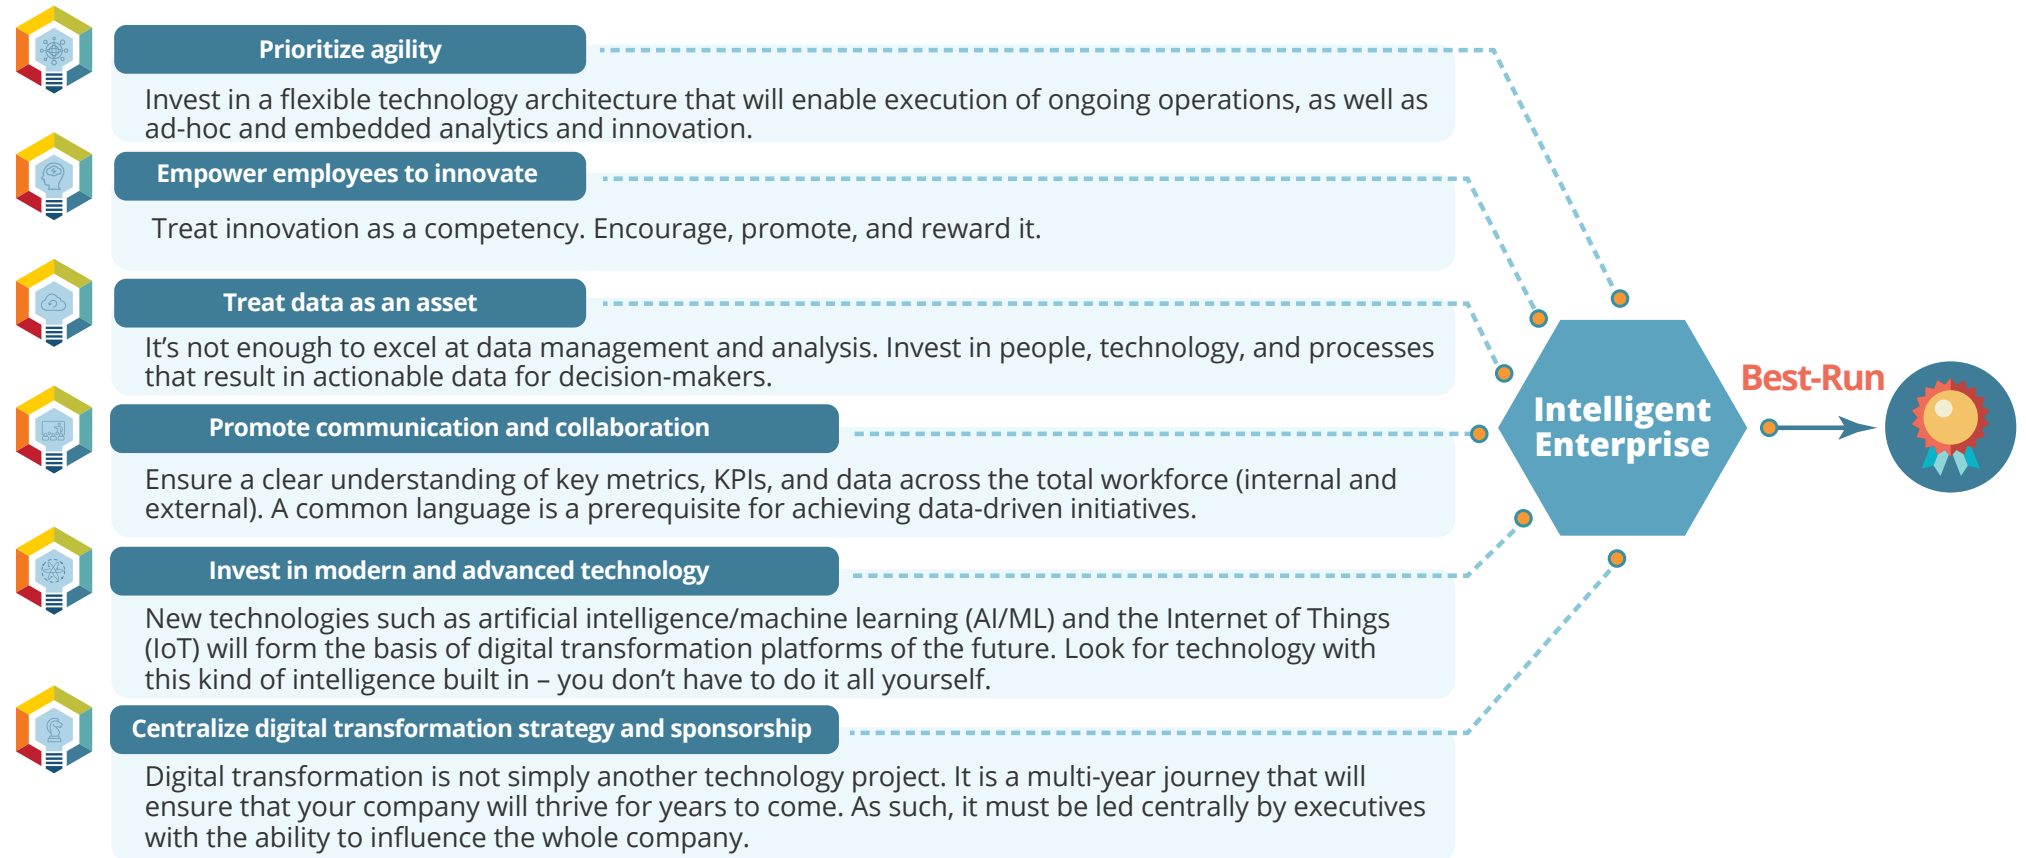 Prioritize agility
Invest in a flexible technology architecture that will enable execution of ongoing operations, as well as
ad-hoc and embedded analytics and innovation.
Empower employees to innovate
Treat innovation as a competency. Encourage, promote, and reward it.
Treat data as an asset
It’s not enough to excel at data management and analysis. Invest in people, technology, and processes
that result in actionable data for decision-makers.
Promote communication and collaboration
Ensure a clear understanding of key metrics, KPIs, and data across the total workforce (internal and
external). A common language is a prerequisite for achieving data-driven initiatives.
Invest in modern and advanced technology
New technologies such as artificial intelligence/machine learning (AI/ML) and the Internet of Things
(IoT) will form the basis of digital transformation platforms of the future. Look for technology with
this kind of intelligence built in – you don’t have to do it all yourself.
Centralize digital transformation strategy and sponsorship
Digital transformation is not simply another technology project. It is a multi-year journey that will
ensure that your company will thrive for years to come. As such, it must be led centrally by executives
with the ability to influence the whole company.
Intelligent
Enterprise
Best-Run